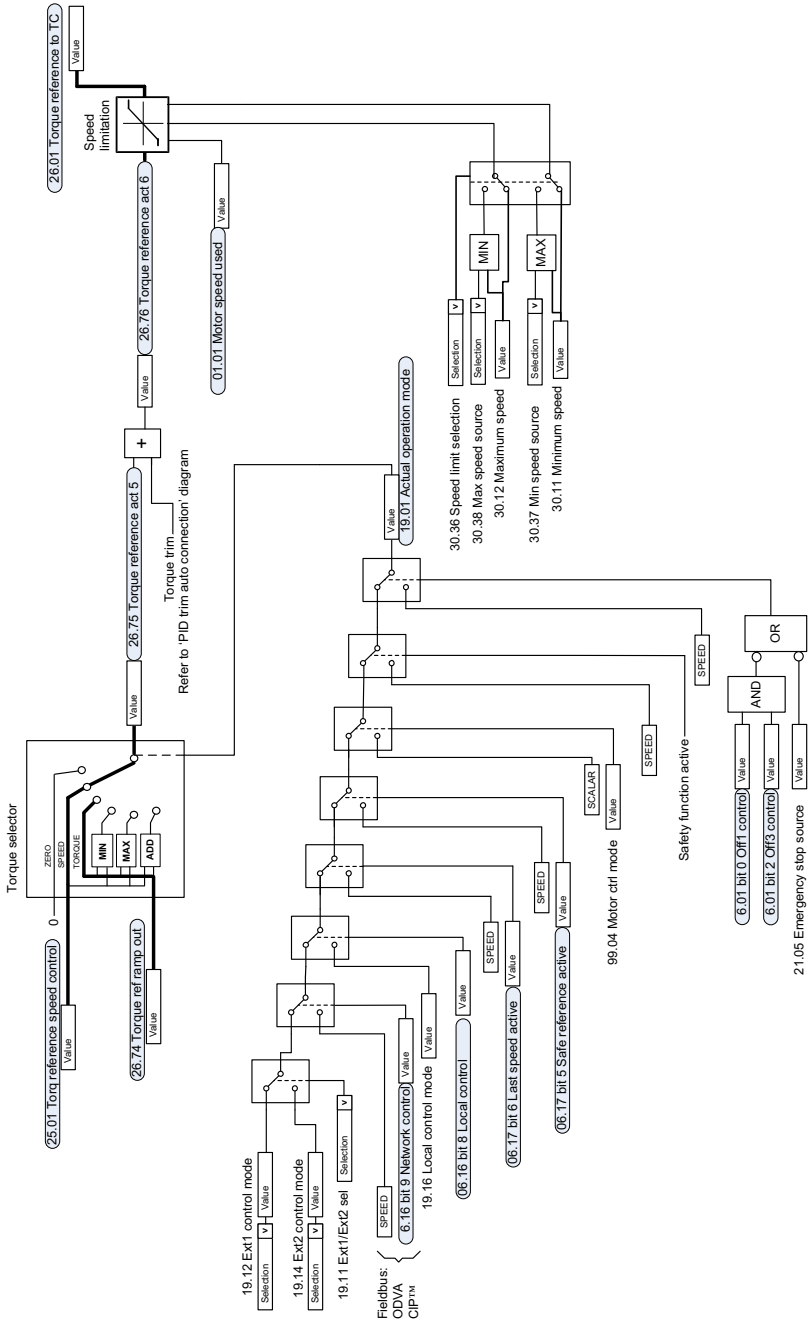 Torque selector
0
ZERO
SPEED
TORQUE
MIN
MAX
ADD
25.01 Torq reference speed control
Value
26.74 Torque ref ramp out
Value
Value
26.75 Torque reference act 5
+
Torque trim
Refer to 'PID trim auto connection' diagram
Value
26.76 Torque reference act 6
Speed
limitation
26.01 Torque reference to TC
Value
01.01 Motor speed used
Value
19.12 Ext1 control mode
Selection
v
Value
19.14 Ext2 control mode
Selection
v
Value
19.11 Ext1/Ext2 sel
Selection
v
Fieldbus:
ODVA
CIP™
SPEED
6.16 bit 9 Network control
Value
19.16 Local control mode
Value
06.16 bit 8 Local control
Value
SPEED
06.17 bit 6 Last speed active
Value
SPEED
06.17 bit 5 Safe reference active
Value
SCALAR
99.04 Motor ctrl mode
Value
SPEED
Safety function active
SPEED
6.01 bit 0 Off1 control
Value
6.01 bit 2 Off3 control
Value
AND
OR
21.05 Emergency stop source
Value
Value
19.01 Actual operation mode
30.36 Speed limit selection
Selection
v
30.38 Max speed source
Selection
v
MIN
30.12 Maximum speed
Value
30.37 Min speed source
Selection
v
MAX
30.11 Minimum speed
Value